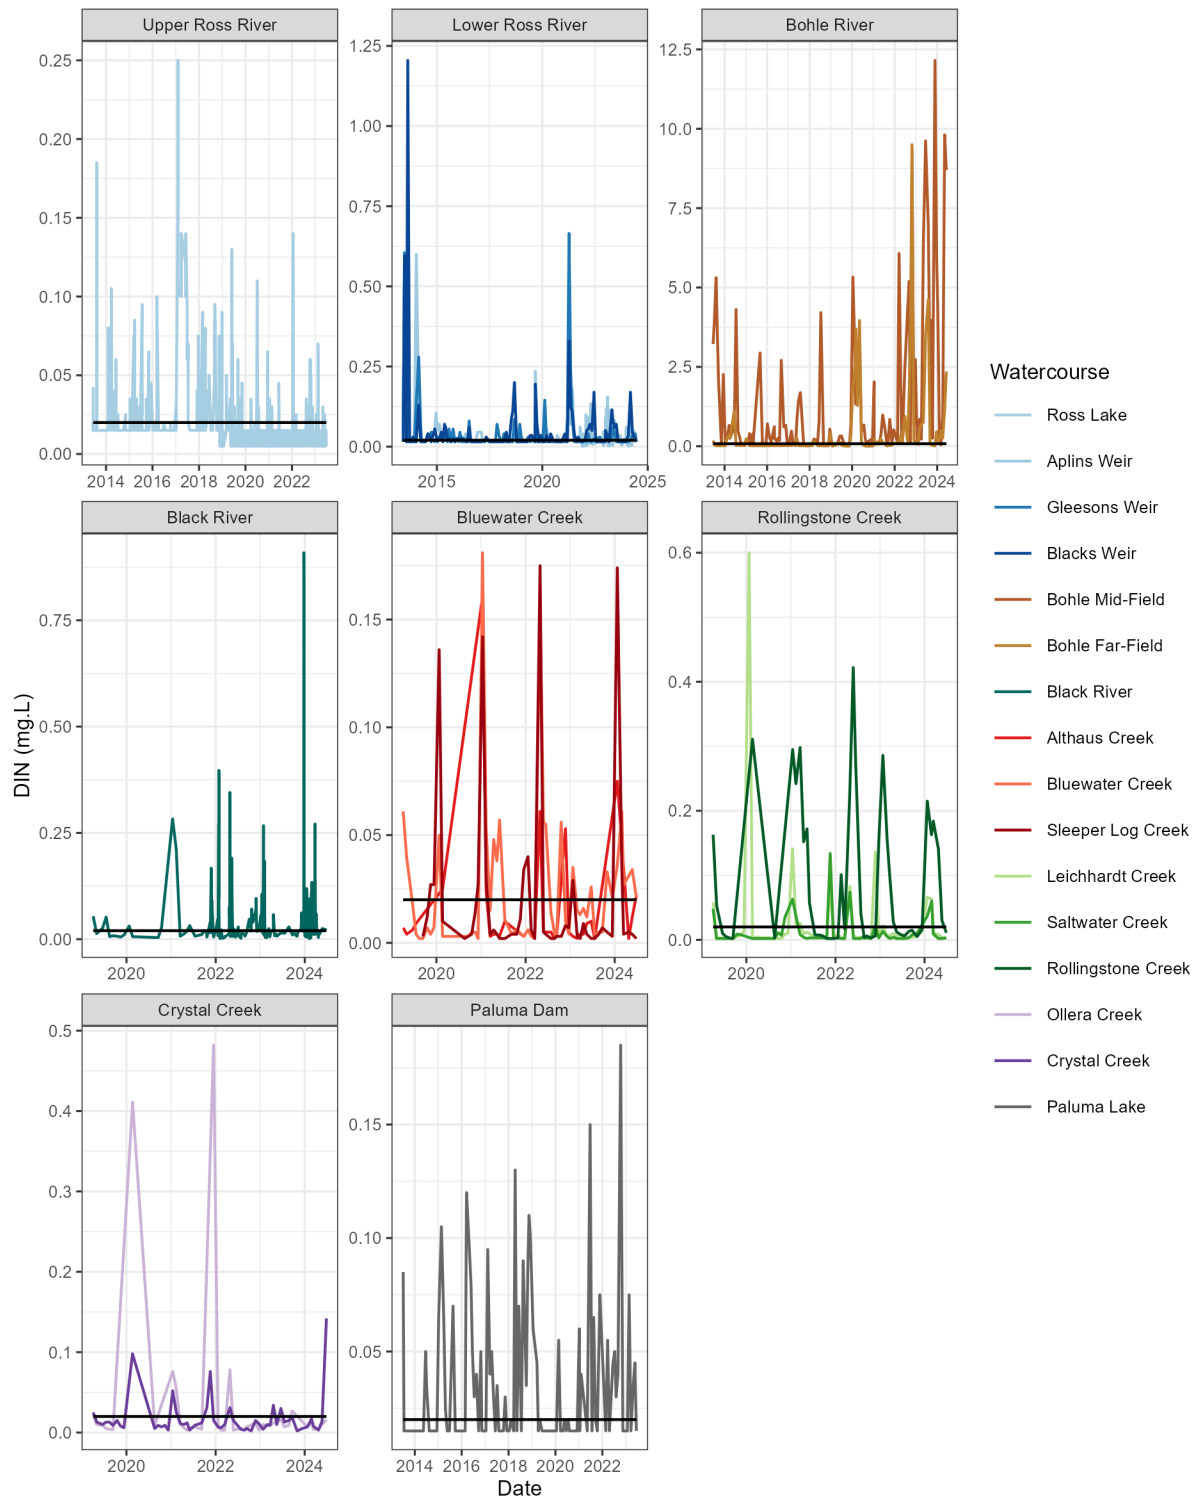 Upper Ross River
Lower Ross River
Bohle River
0.25
0.20
0.15
0.10
0.05
0.00
2014 2016 2018 2020 2022
1.25
1.00
0.75
0.50
0.25
0.00
2015 2020 2025
12.5
10.0
7.5
5.0
2.5
0.0
2014 2016 2018 2020 2022 2024
Black River
Bluewater Creek
Rollingstone Creek
0.75
0.50
0.25
0.00
2020 2022 2024
0.15
0.10
0.05
0.00
2020 2022 2024
0.6
0.4
0.2
0.0
2020 2022 2024
Crystal Creek
Paluma Dam
0.5
0.4
0.3
0.2
0.1
0.0
2020 2022 2024
0.15
0.10
0.05
2014 2016 2018 2020 2022
DIN (mg.L)
Date
Watercourse
Ross Lake
Aplins Weir
Gleesons Weir
Blacks Weir
Bohle Mid-Field
Bohle Far-Field
Black River
Althaus Creek
Bluewater Creek
Sleeper Log Creek
Leichhardt Creek
Saltwater Creek
Rollingstone Creek
Ollera Creek
Crystal Creek
Paluma Lake